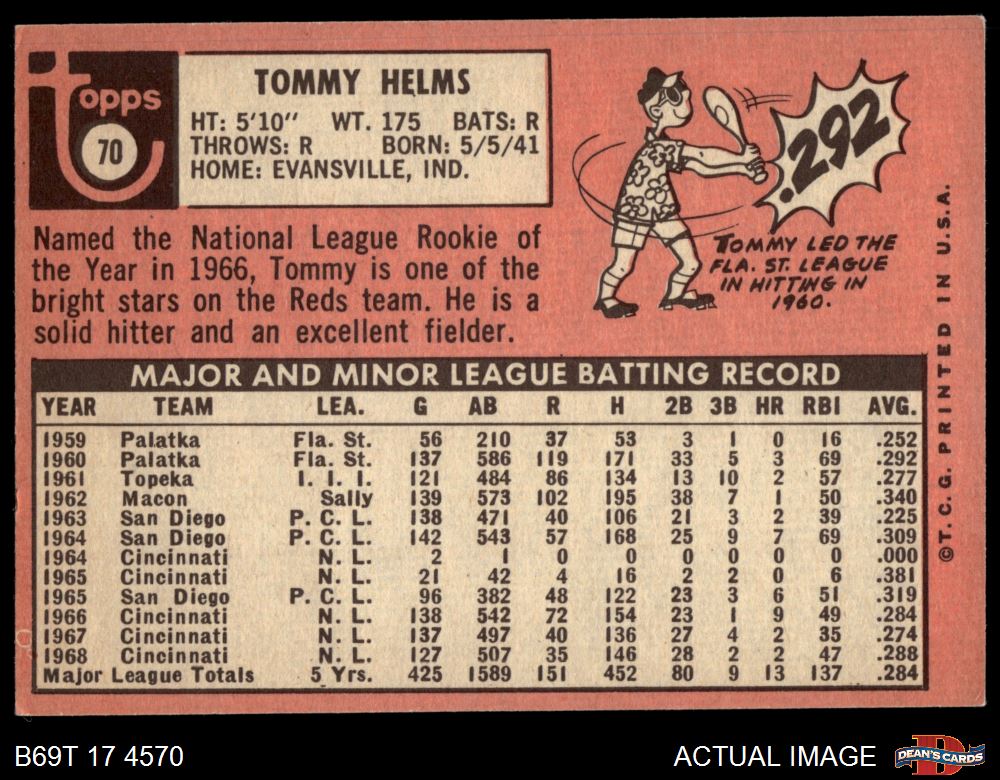 Topps
70
TOMMY HELMS
HT: 5'10" WT. 175 BATS: R
THROWS: R BORN: 5/5/41
HOME: EVANSVILLE, IND.
.292
TOMMY LED THE
FLA. ST. LEAGUE
IN HITTING IN
1960.
Named the National League Rookie of
the Year in 1966, Tommy is one of the
bright stars on the Reds team. He is a
solid hitter and an excellent fielder.
MAJOR AND MINOR LEAGUE BATTING RECORD
YEAR TEAM LEA. G AB R H 2B 3B HR RBI AVG.
1959 Palatka Fla. St. 56 210 37 53 3 1 0 16 .252
1960 Palatka Fla. St. 137 586 119 171 33 5 3 69 .292
1961 Topeka I. I. I. 121 484 86 134 13 10 2 57 .277
1962 Macon Sally 139 573 102 195 38 7 1 50 .340
1963 San Diego P. C. L. 138 471 40 106 21 3 2 39 .225
1964 San Diego P. C. L. 142 543 57 168 25 9 7 69 .309
1964 Cincinnati N. L. 2 1 0 0 0 0 0 0 .000
1965 Cincinnati N. L. 21 42 4 16 2 2 0 6 .381
1965 San Diego P. C. L. 96 382 48 122 23 3 6 51 .319
1966 Cincinnati N. L. 138 542 72 154 23 1 9 49 .284
1967 Cincinnati N. L. 137 497 40 136 27 4 2 35 .274
1968 Cincinnati N. L. 127 507 35 146 28 2 2 47 .288
Major League Totals 5 Yrs. 425 1589 151 452 80 9 13 137 .284
©T. C. G. PRINTED IN U.S.A.
B69T 17 4570
ACTUAL IMAGE
D
DEAN'S CARDS